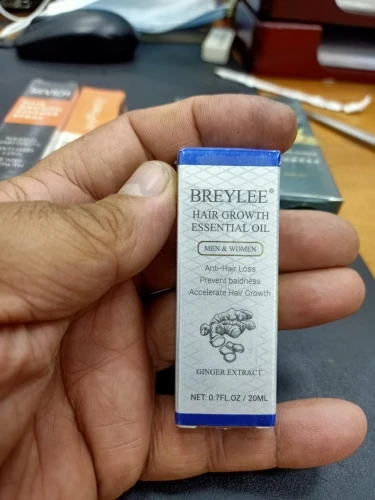 BREYLEE®
HAIR GROWTH
ESSENTIAL OIL
MEN & WOMEN
Anti-Hair Loss
Prevent baldness
Accelerate Hair Growth
GINGER EXTRACT
NET: 0.7FL.OZ / 20ML